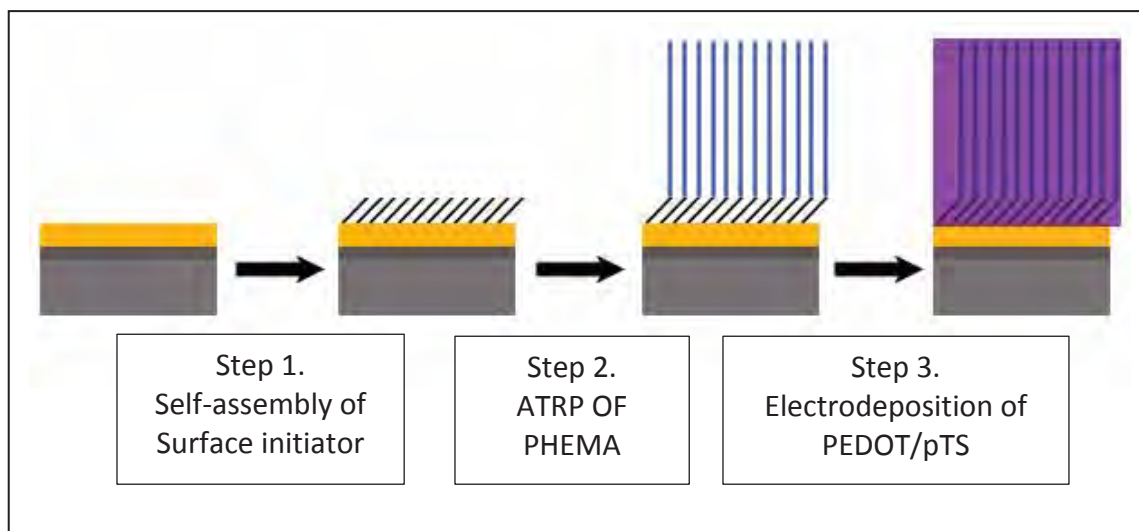 Step 1.
Self-assembly of
Surface initiator
Step 2.
ATRP OF
PHEMA
Step 3.
Electrodeposition of
PEDOT/pTS